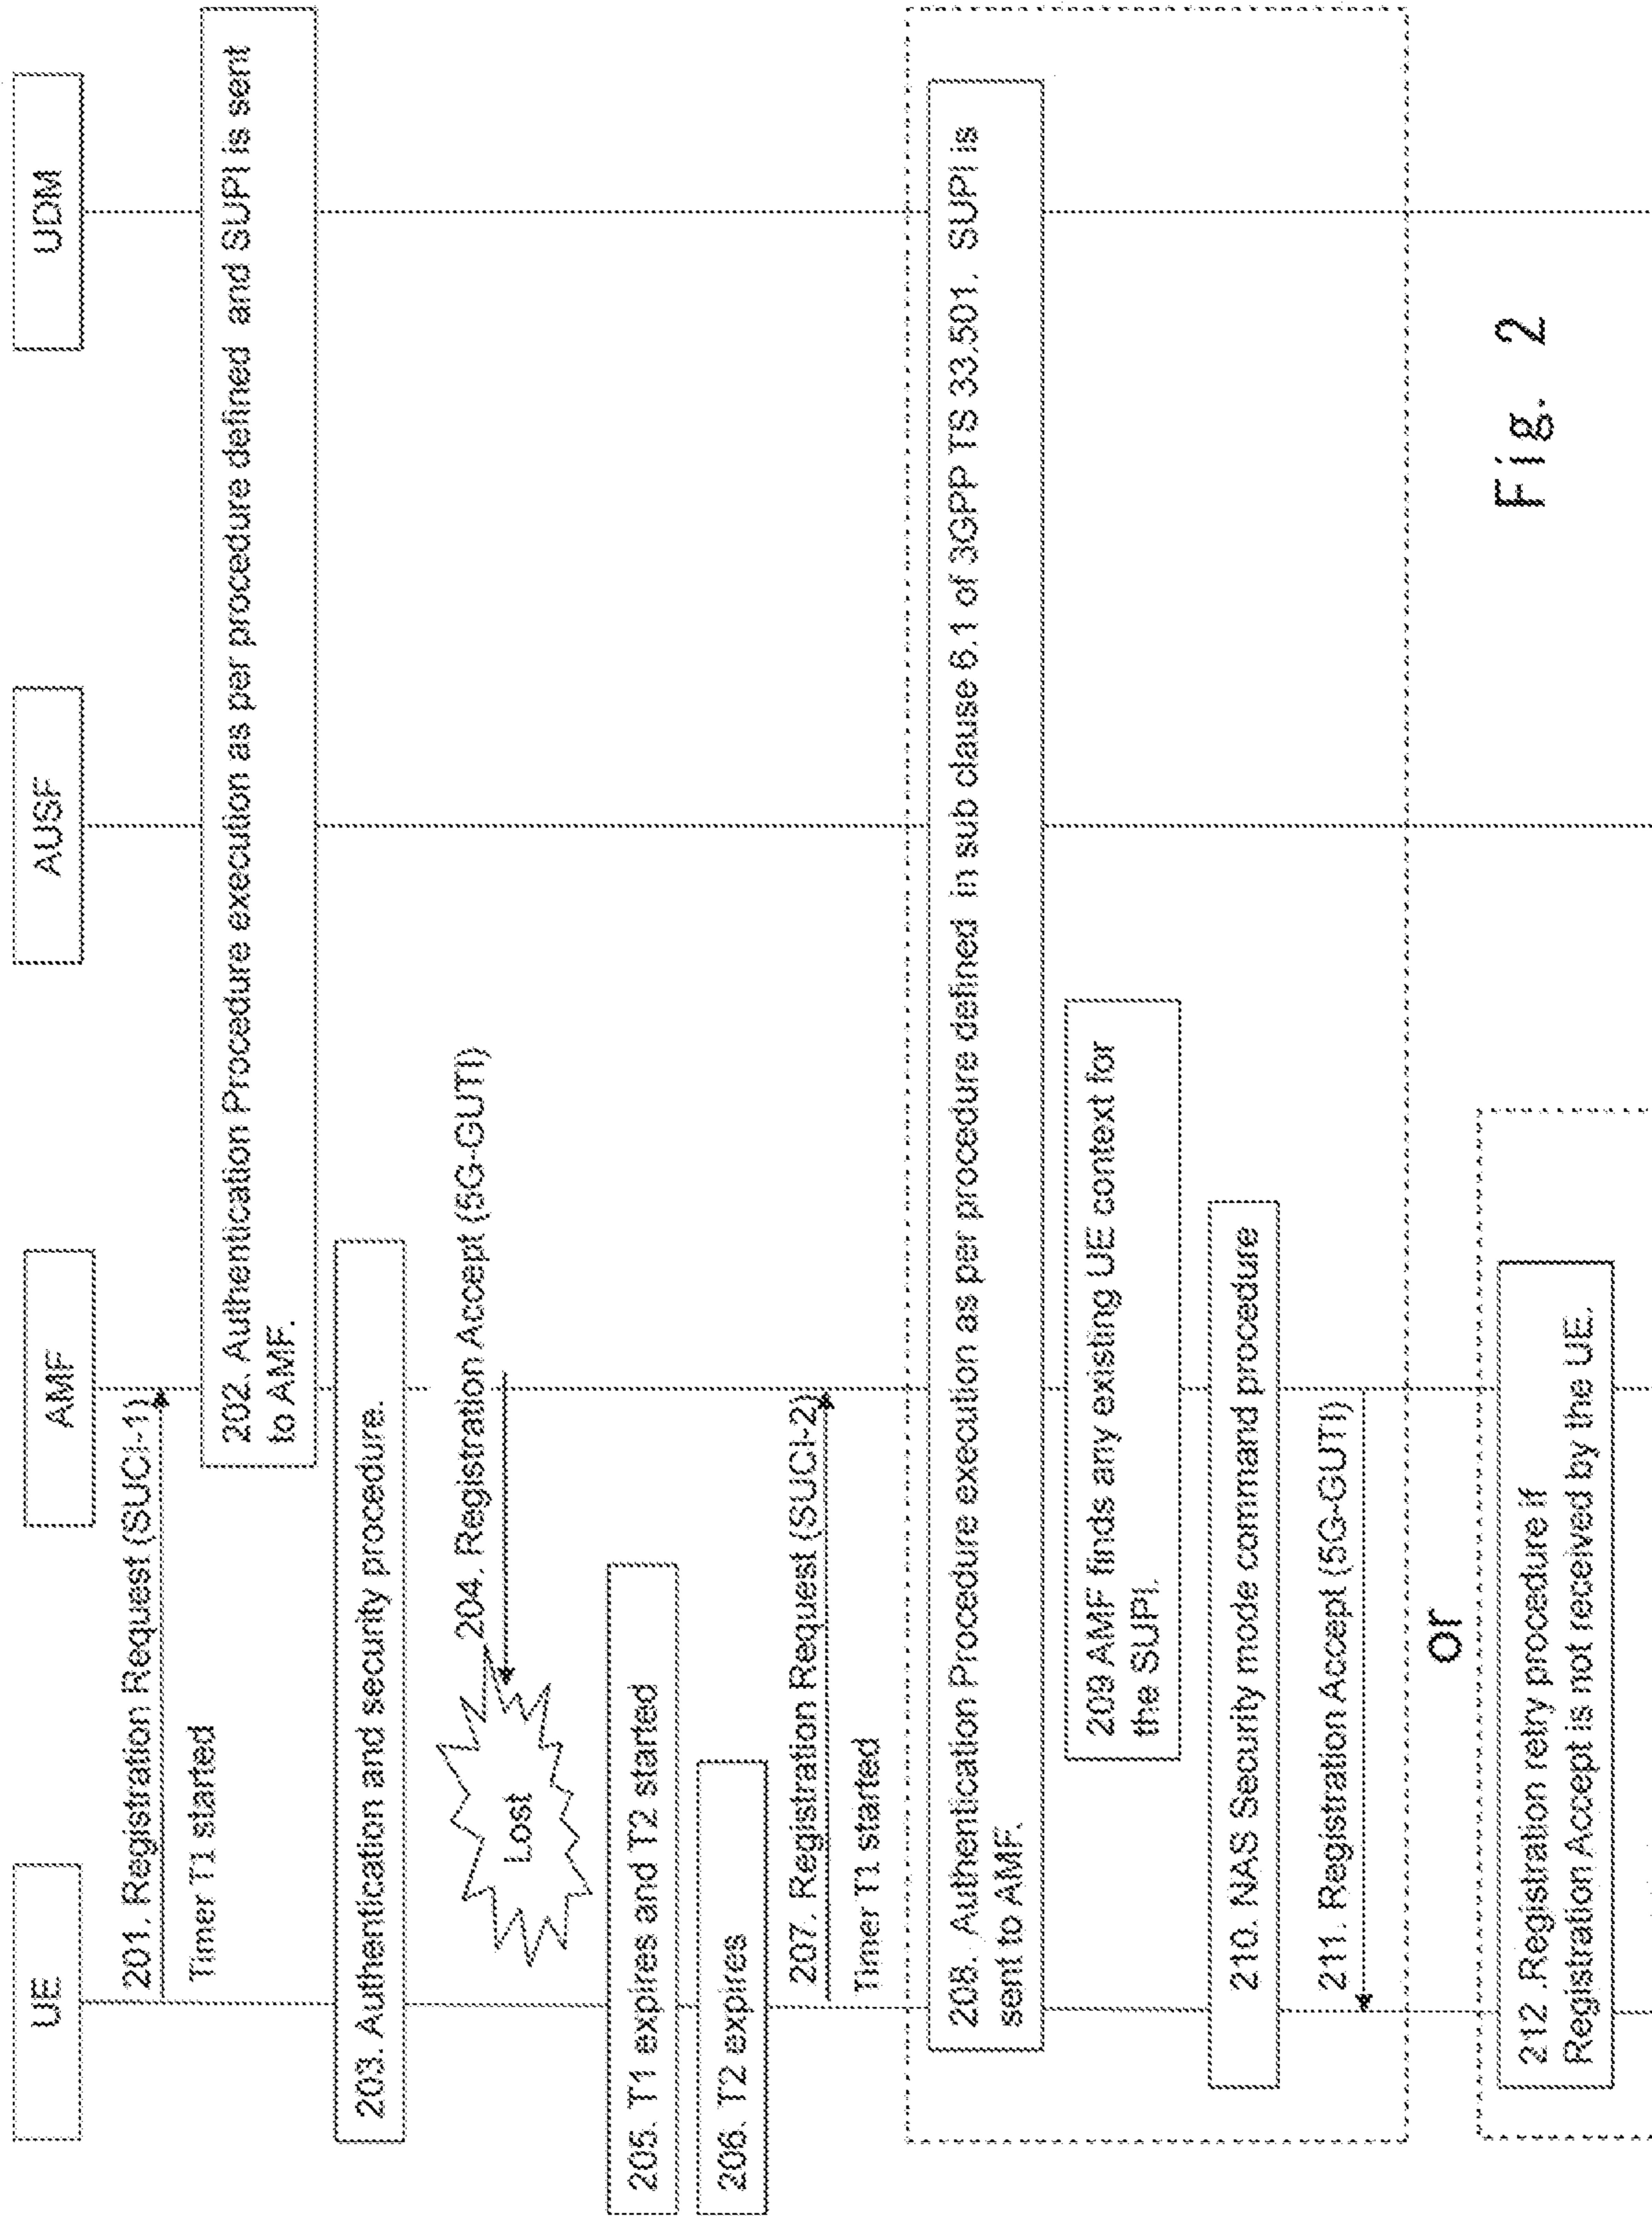 UE
AMF
AUSF
UDM
201. Registration Request (SUCI-1)
Timer T1 started
202. Authentication Procedure execution as per procedure defined and SUPI is sent
to AMF.
203. Authentication and security procedure.
204. Registration Accept (5G-GUTI)
Lost
205. T1 expires and T2 started
206. T2 expires
207. Registration Request (SUCI-2)
Timer T1 started
208. Authentication Procedure execution as per procedure defined in sub clause 6.1 of 3GPP TS 33.501. SUPI is
sent to AMF.
209 AMF finds any existing UE context for
the SUPI.
210. NAS Security mode command procedure
211. Registration Accept (5G-GUTI)
or
212 .Registration retry procedure if
Registration Accept is not received by the UE.
Fig. 2